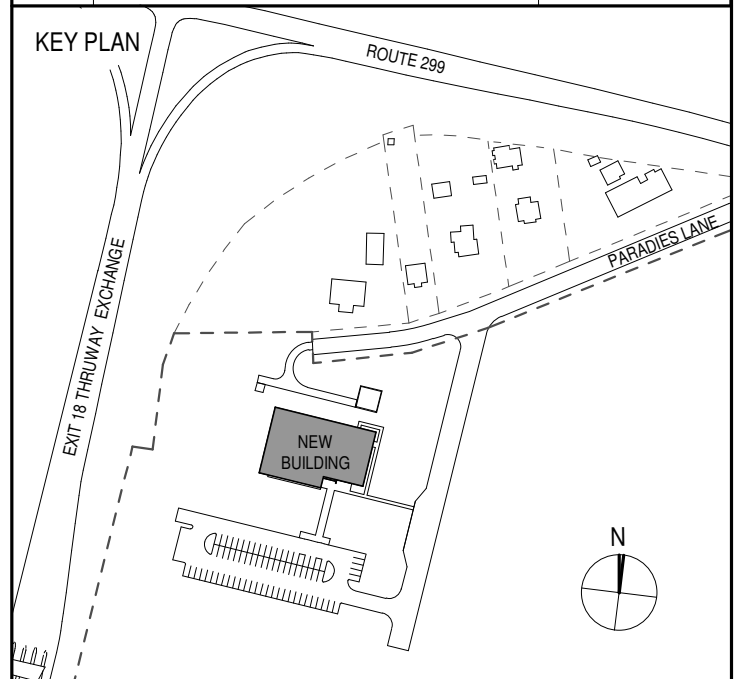 KEY PLAN
ROUTE 299
PARADIES LANE
EXIT 18 THRUWAY EXCHANGE
NEW
BUILDING
N